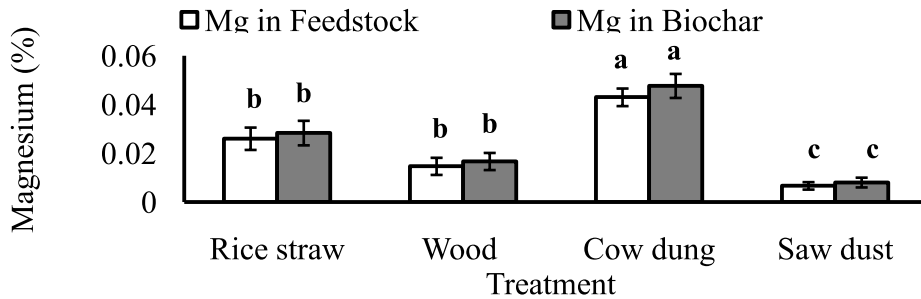 Mg in Feedstock Mg in Biochar
Magnesium (%)
0.06
0.04
0.02
0
b b
b b
a a
c c
Rice straw Wood Cow dung Saw dust
Treatment